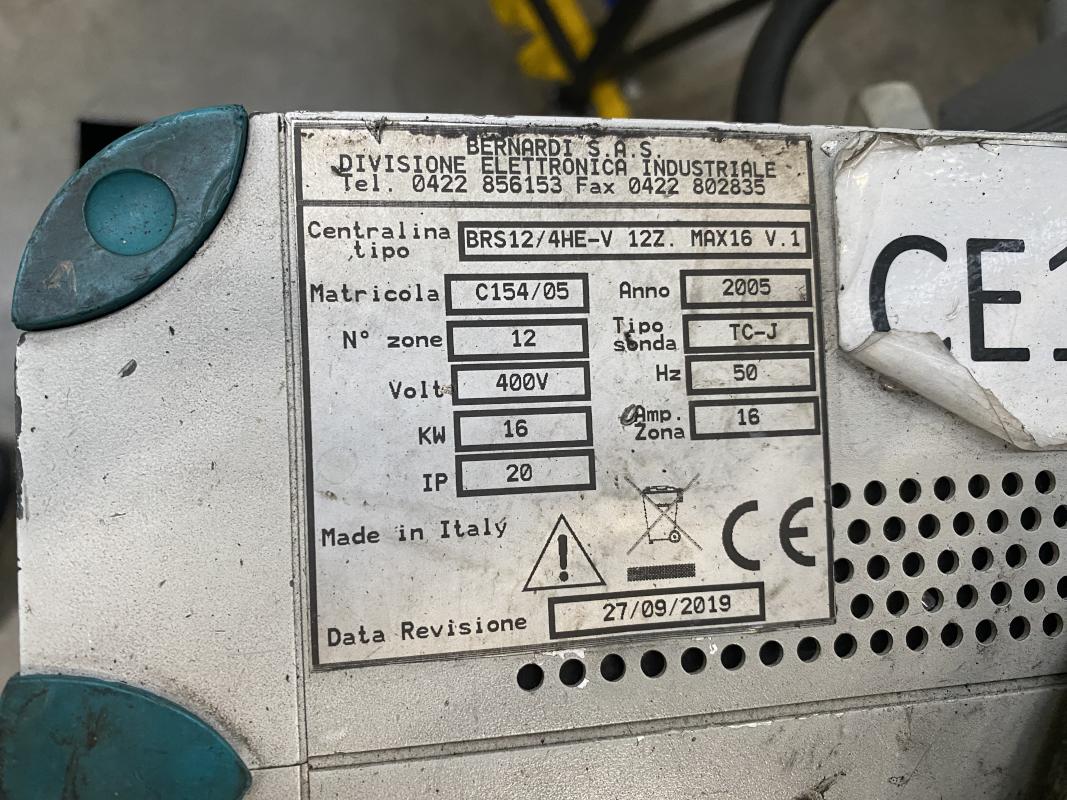 BERNARDI S.A.S.
DIVISIONE ELETTRONICA INDUSTRIALE
Tel. 0422 856153 Fax 0422 802835
Centralina tipo BRS12/4HE-V 12Z. MAX16 V.1
Matricola C154/05 Anno 2005
N° zone 12 Tipo sonda TC-J
Volt 400V Hz 50
KW 16 Amp. Zona 16
IP 20
Made in Italy
CE
Data Revisione 27/09/2019
CE1